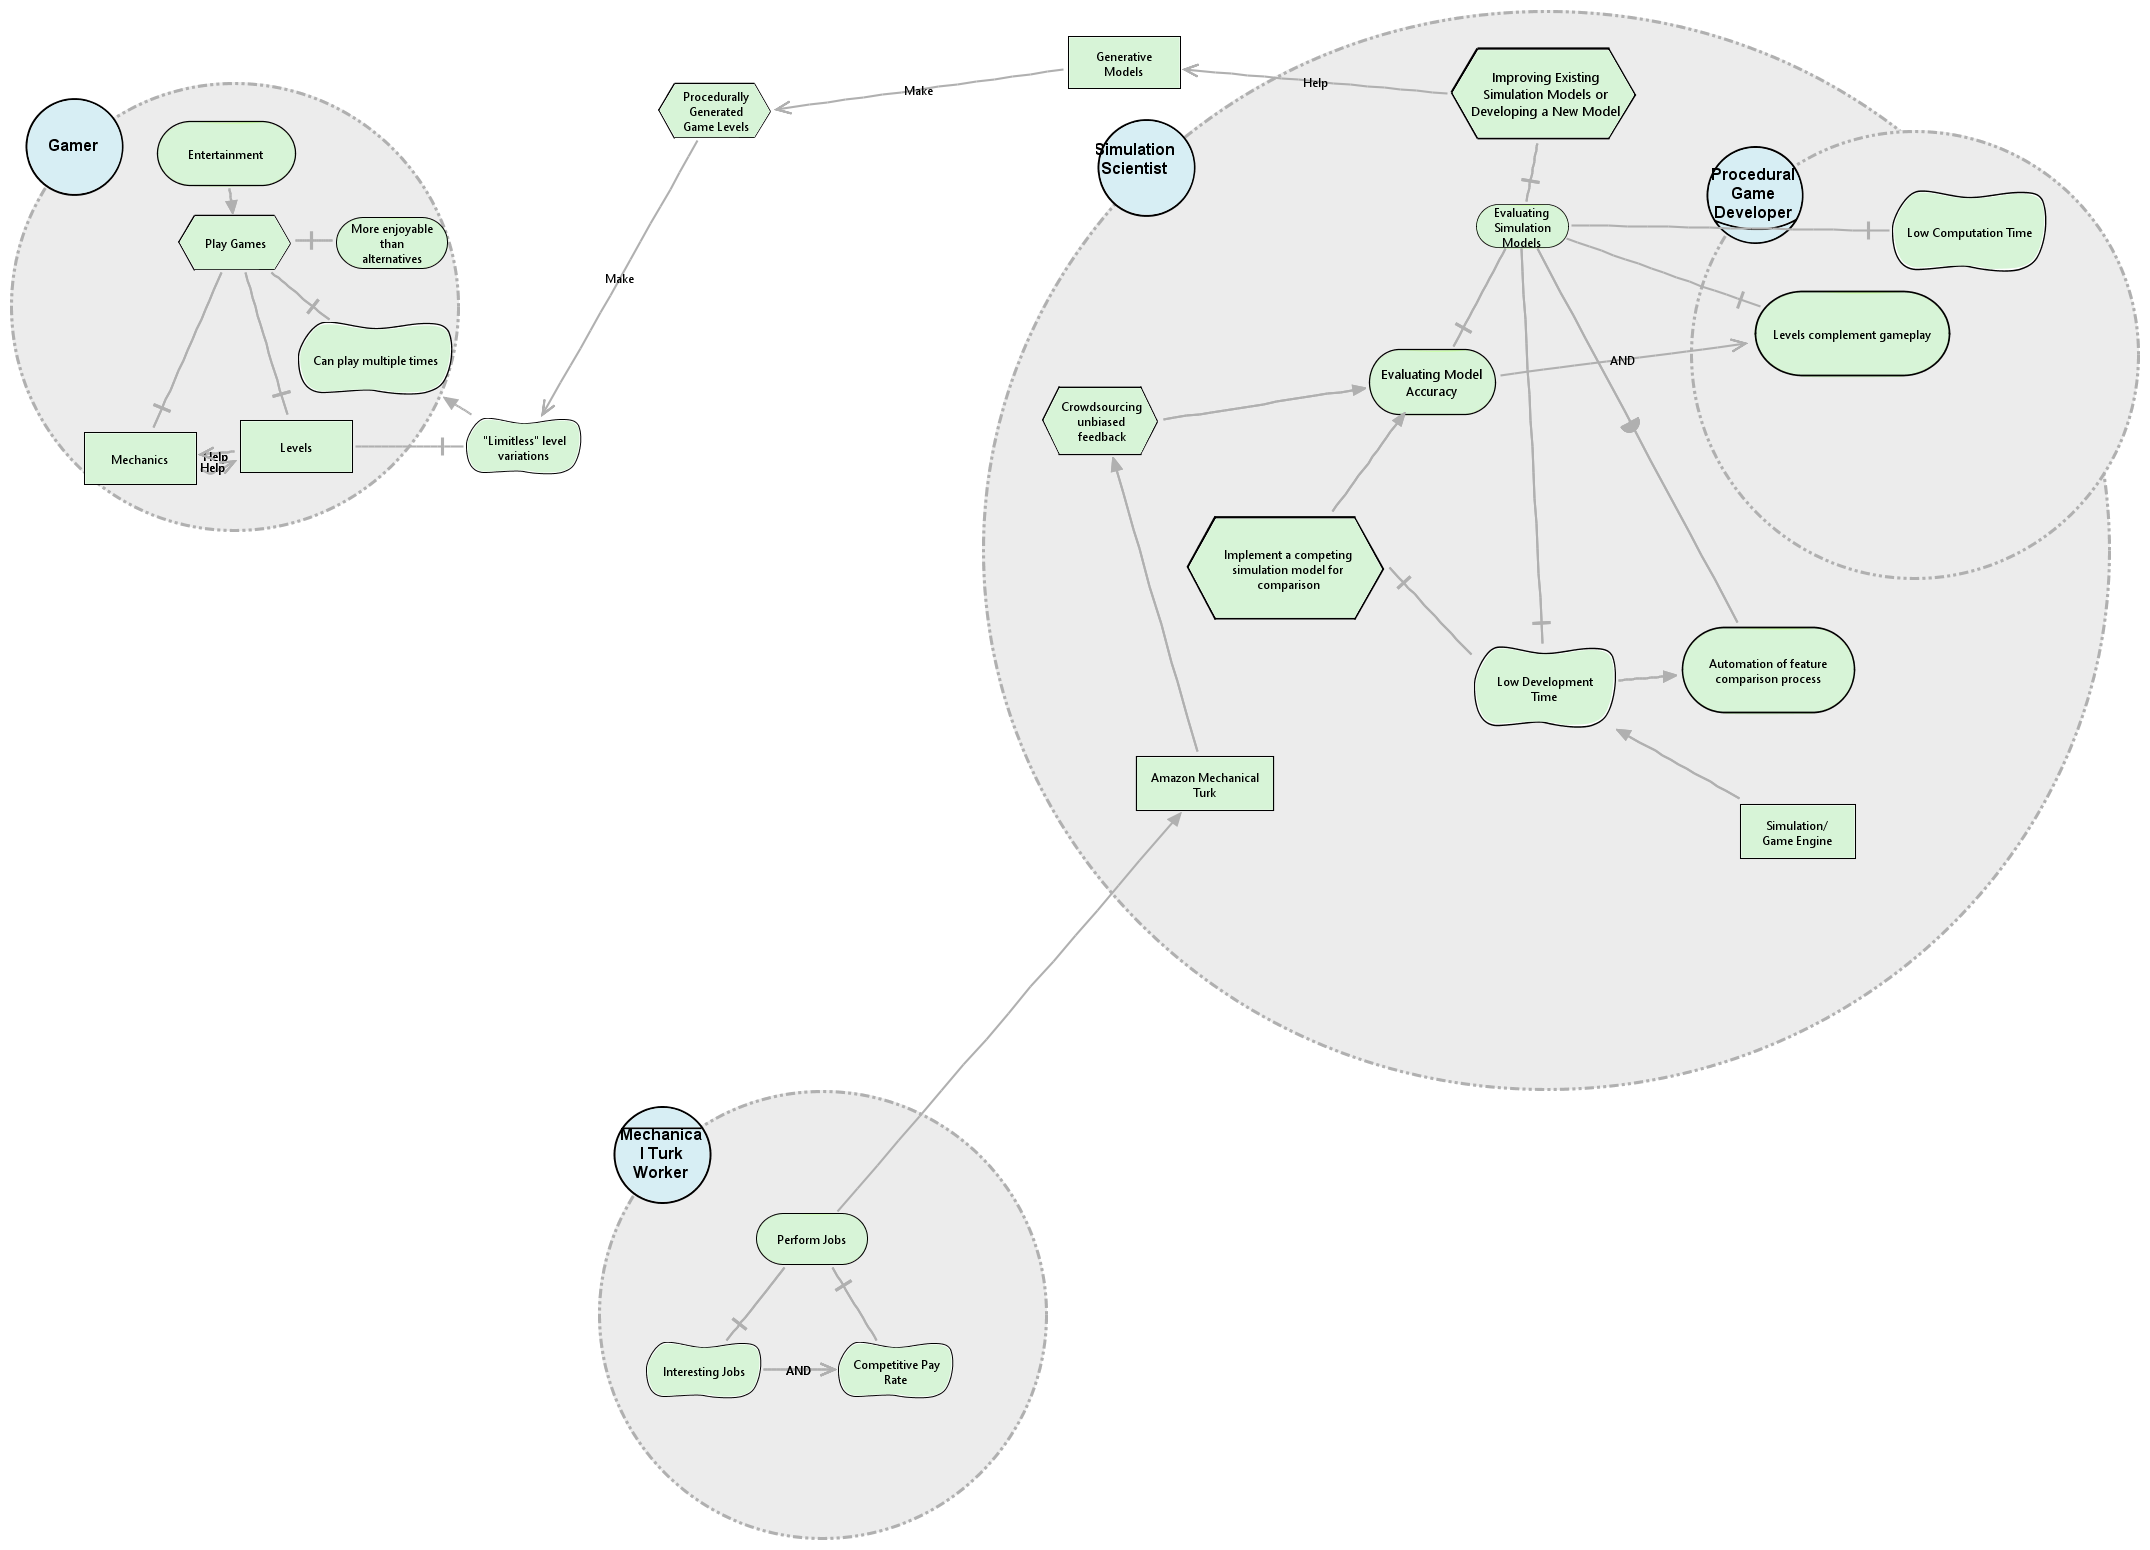 Gamer
Entertainment
Play Games
More enjoyable
than
alternatives
Can play multiple times
Mechanics
Help
Help
Levels
"Limitless" level
variations
Make
Procedurally
Generated
Game Levels
Make
Generative
Models
Help
Improving Existing
Simulation Models or
Developing a New Model
Simulation
Scientist
Procedural
Game
Developer
Evaluating
Simulation
Models
Low Computation Time
Levels complement gameplay
AND
Evaluating Model
Accuracy
Crowdsourcing
unbiased
feedback
Implement a competing
simulation model for
comparison
Low Development
Time
Automation of feature
comparison process
Amazon Mechanical
Turk
Simulation/
Game Engine
Mechanica
l Turk
Worker
Perform Jobs
Interesting Jobs
AND
Competitive Pay
Rate